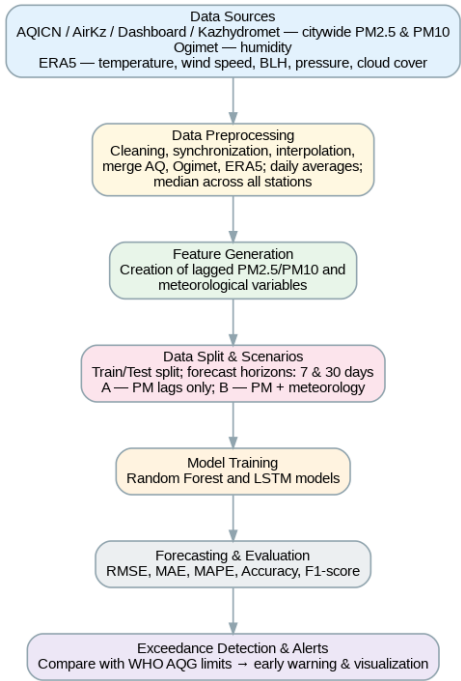 Data Sources
AQICN / AirKz / Dashboard / Kazhydromet — citywide PM2.5 & PM10
Ogimet — humidity
ERA5 — temperature, wind speed, BLH, pressure, cloud cover
Data Preprocessing
Cleaning, synchronization, interpolation,
merge AQ, Ogimet, ERA5; daily averages;
median across all stations
Feature Generation
Creation of lagged PM2.5/PM10 and
meteorological variables
Data Split & Scenarios
Train/Test split; forecast horizons: 7 & 30 days
A — PM lags only; B — PM + meteorology
Model Training
Random Forest and LSTM models
Forecasting & Evaluation
RMSE, MAE, MAPE, Accuracy, F1-score
Exceedance Detection & Alerts
Compare with WHO AQG limits → early warning & visualization